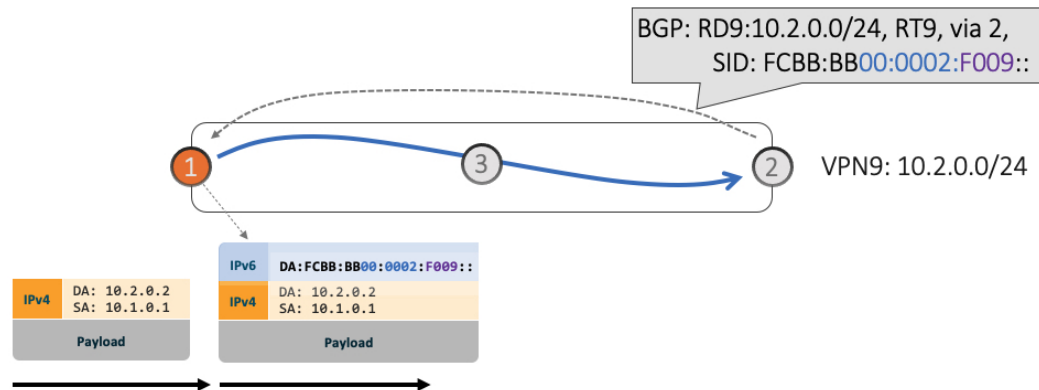 BGP: RD9:10.2.0.0/24, RT9, via 2,
SID: FCBB:BB00:0002:F009::
1
3
2
VPN9: 10.2.0.0/24
IPv6 DA:FCBB:BB00:0002:F009::
IPv4 DA: 10.2.0.2
SA: 10.1.0.1
Payload
IPv4 DA: 10.2.0.2
SA: 10.1.0.1
Payload